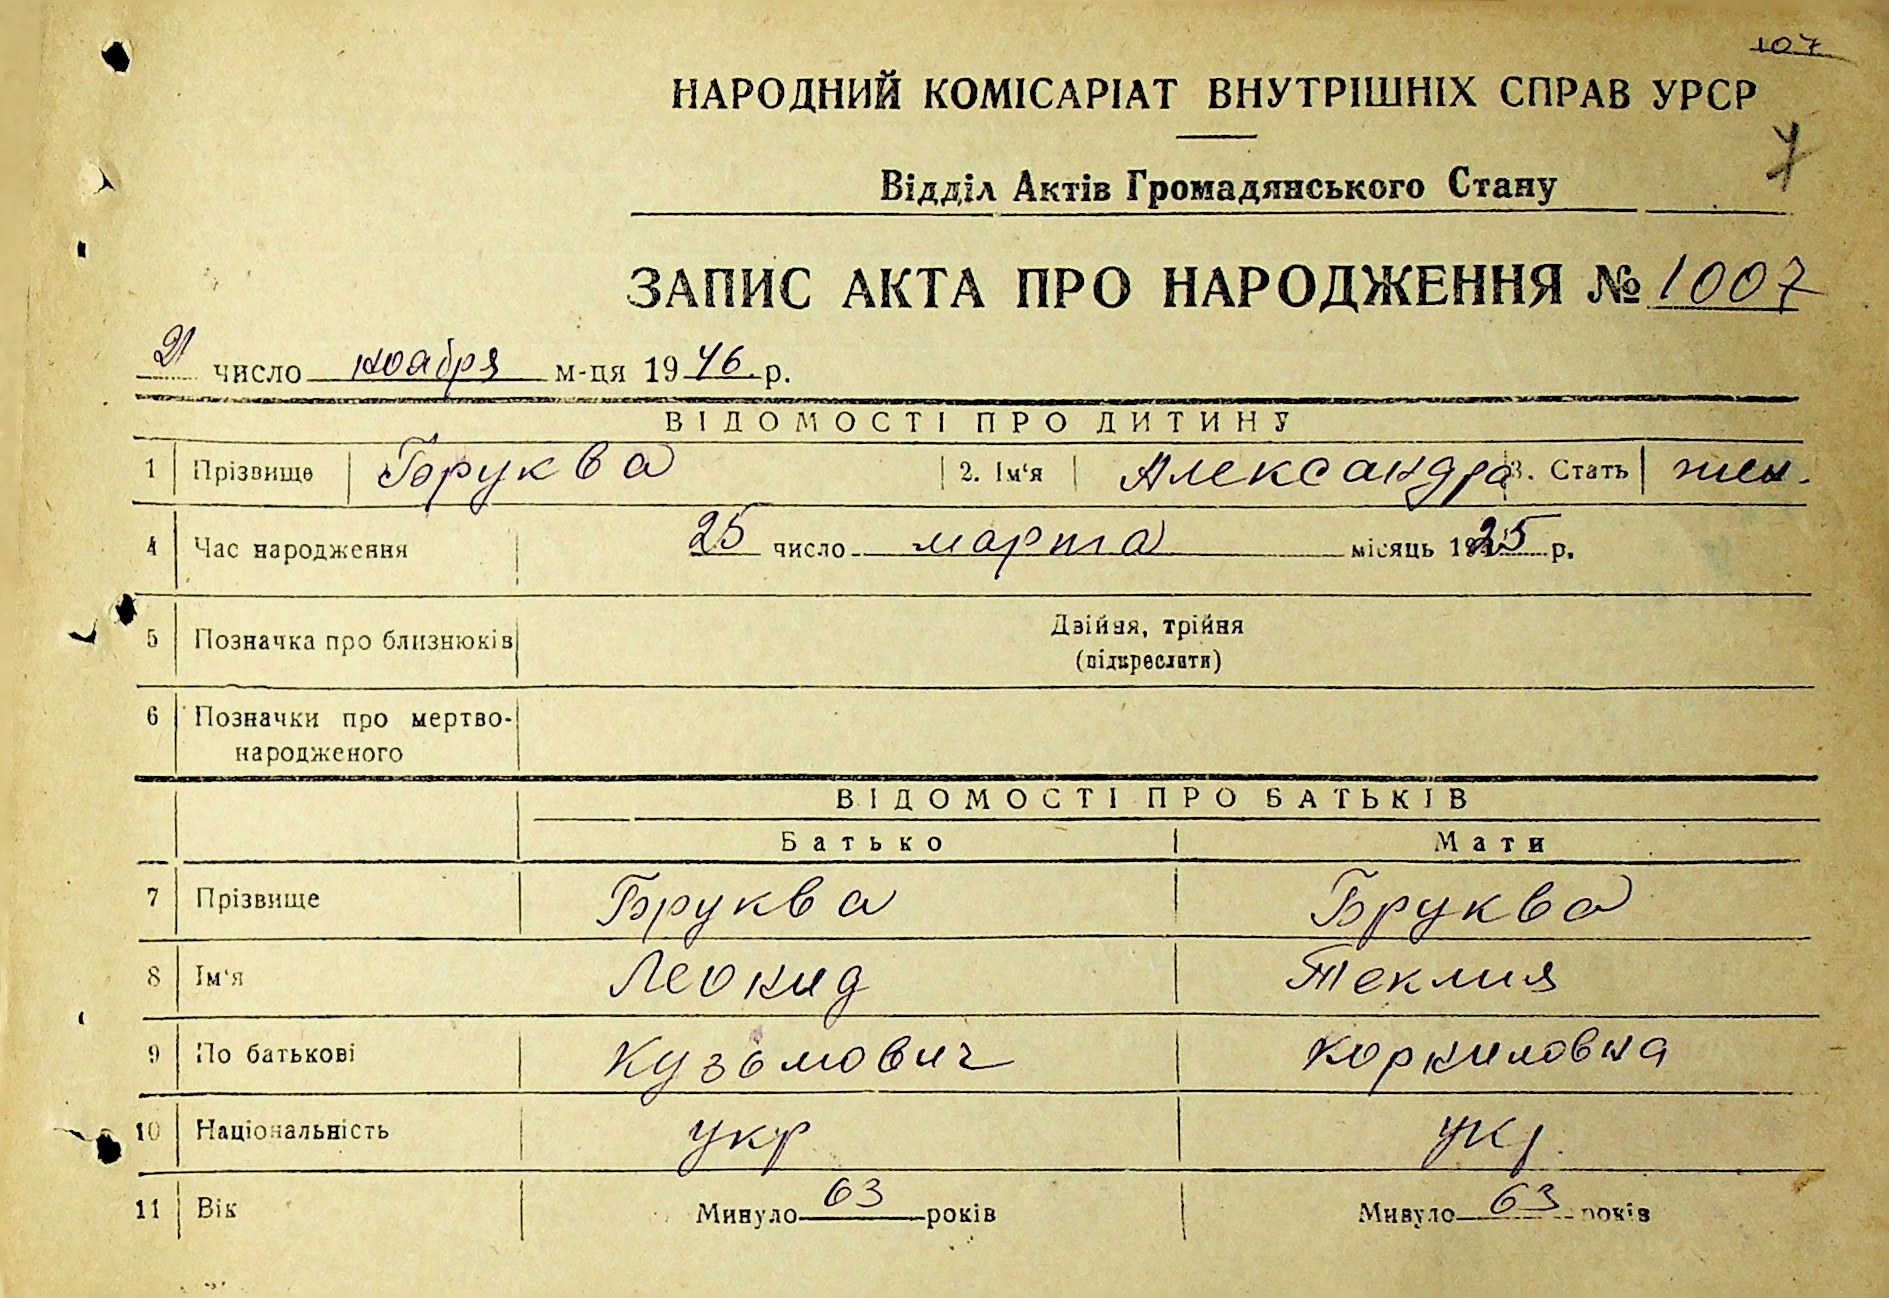 107
НАРОДНИЙ КОМІСАРІАТ ВНУТРІШНІХ СПРАВ УРСР
7
Відділ Актів Громадянського Стану
ЗАПИС АКТА ПРО НАРОДЖЕННЯ № 1007
21 число ноября м-ця 1946 р.
ВІДОМОСТІ ПРО ДИТИНУ
1 Прізвище Бруква 2. Ім'я Александра 3. Стать жен.
4 Час народження 25 число марта місяць 1925 р.
5 Позначка про близнюків Двійня, трійня
(підкреслити)
6 Позначки про мертво-
народженого
ВІДОМОСТІ ПРО БАТЬКІВ
Батько Мати
7 Прізвище Бруква Бруква
8 Ім'я Леонид Теклия
9 По батькові Кузьмович Корниловна
10 Національність укр укр.
11 Вік Минуло 63 років Минуло 63 років